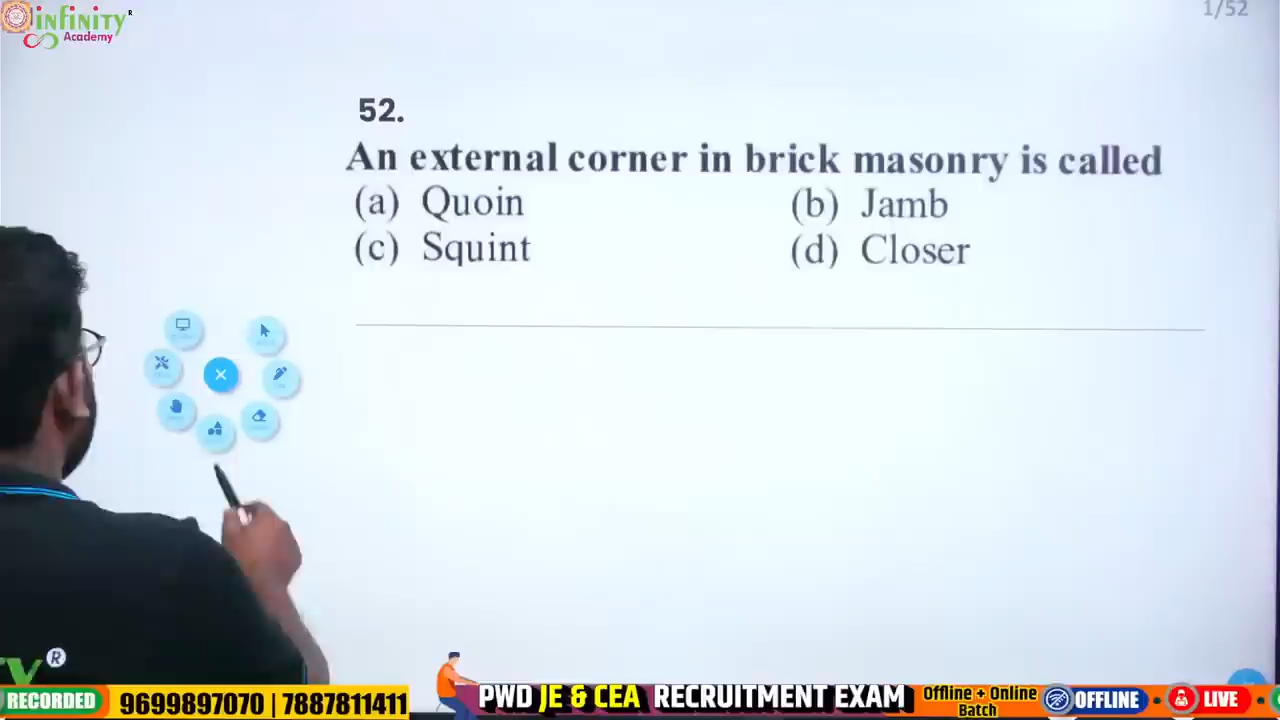 infinity
Academy
1/52
52.
An external corner in brick masonry is called
(a) Quoin
(b) Jamb
(c) Squint
(d) Closer
®
RECORDED
9699897070 | 7887811411
PWD JE & CEA RECRUITMENT EXAM
Offline + Online
Batch
OFFLINE
LIVE